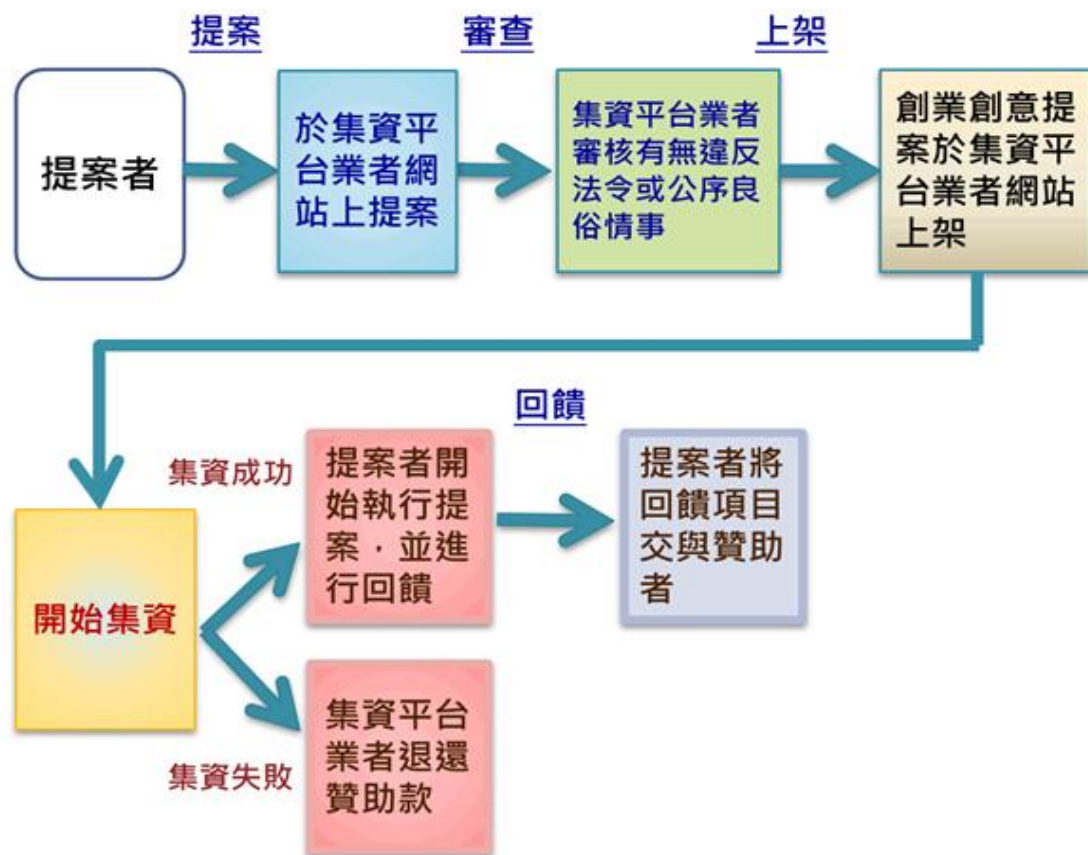 提案
審查
上架
提案者
於集資平
台業者網
站上提案
集資平台業者
審核有無違反
法令或公序良
俗情事
創業創意提
案於集資平
台業者網站
上架
回饋
集資成功
提案者開
始執行提
案，並進
行回饋
提案者將
回饋項目
交與贊助
者
開始集資
集資失敗
集資平台
業者退還
贊助款